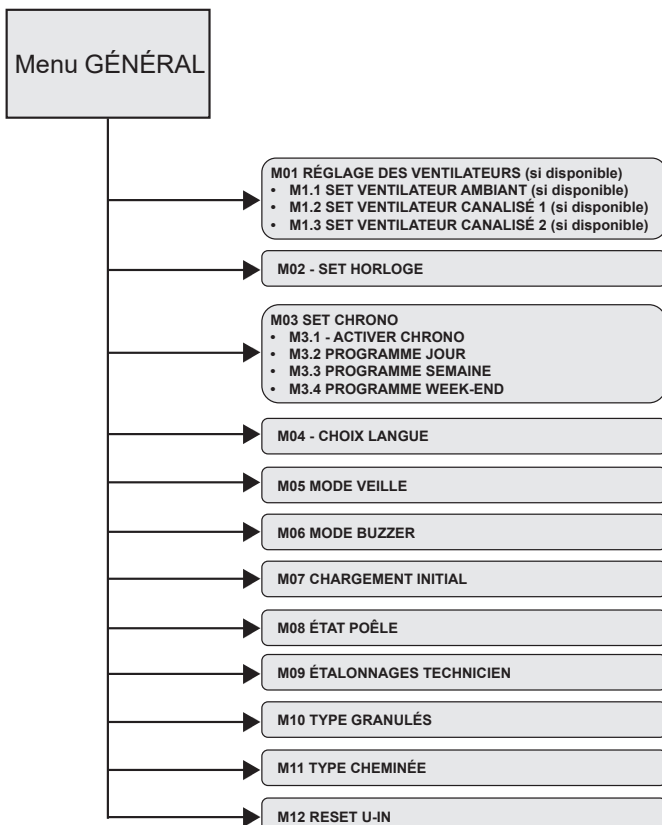 Menu GÉNÉRAL
M01 RÉGLAGE DES VENTILATEURS (si disponible)
• M1.1 SET VENTILATEUR AMBIANT (si disponible)
• M1.2 SET VENTILATEUR CANALISÉ 1 (si disponible)
• M1.3 SET VENTILATEUR CANALISÉ 2 (si disponible)
M02 - SET HORLOGE
M03 SET CHRONO
• M3.1 - ACTIVER CHRONO
• M3.2 PROGRAMME JOUR
• M3.3 PROGRAMME SEMAINE
• M3.4 PROGRAMME WEEK-END
M04 - CHOIX LANGUE
M05 MODE VEILLE
M06 MODE BUZZER
M07 CHARGEMENT INITIAL
M08 ÉTAT POÊLE
M09 ÉTALONNAGES TECHNICIEN
M10 TYPE GRANULÉS
M11 TYPE CHEMINÉE
M12 RESET U-IN